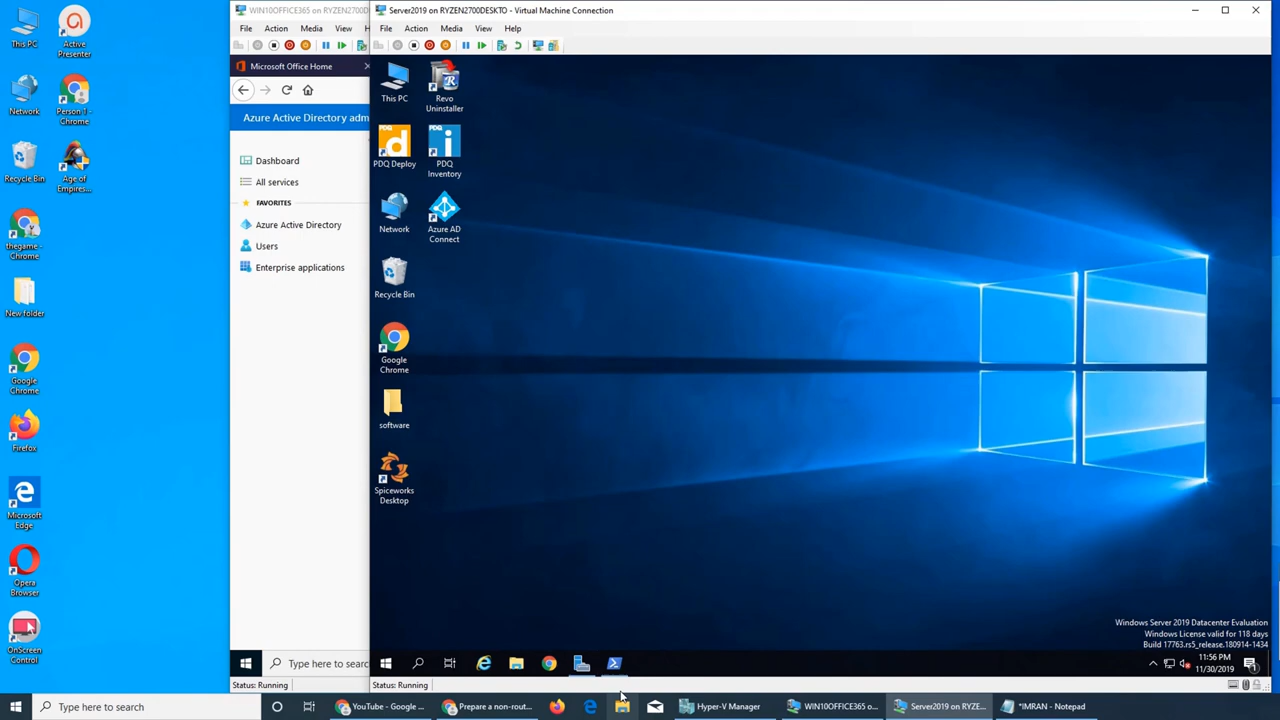 This PC
Active
Presenter
Network
Person 1 -
Chrome
Recycle Bin
Age of
Empires...
thegame -
Chrome
New folder
Google
Chrome
Firefox
Microsoft
Edge
Opera
Browser
OnScreen
Control
WIN10OFFICE365 on RYZEN2700D
File Action Media View
Microsoft Office Home
Azure Active Directory adm
Dashboard
All services
FAVORITES
Azure Active Directory
Users
Enterprise applications
Type here to searc
Status: Running
Server2019 on RYZEN2700DESKTO - Virtual Machine Connection
File Action Media View Help
This PC
Revo
Uninstaller
PDQ Deploy
PDQ
Inventory
Network
Azure AD
Connect
Recycle Bin
Google
Chrome
software
Spiceworks
Desktop
Windows Server 2019 Datacenter Evaluation
Windows License valid for 118 days
Build 17763.rs5_release.180914-1434
11:56 PM
11/30/2019
Status: Running
Type here to search
YouTube - Google ...
Prepare a non-rout...
Hyper-V Manager
WIN10OFFICE365 o...
Server2019 on RYZE...
*IMRAN - Notepad